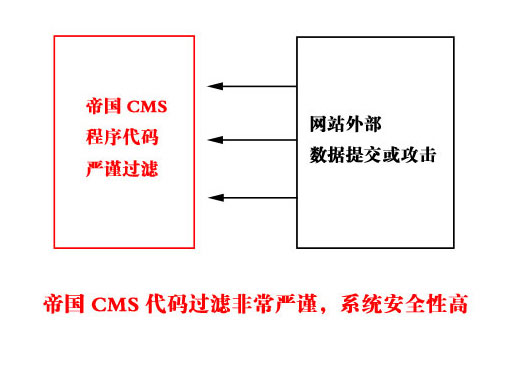 帝国 CMS
程序代码
严谨过滤
网站外部
数据提交或攻击
帝国 CMS 代码过滤非常严谨，系统安全性高